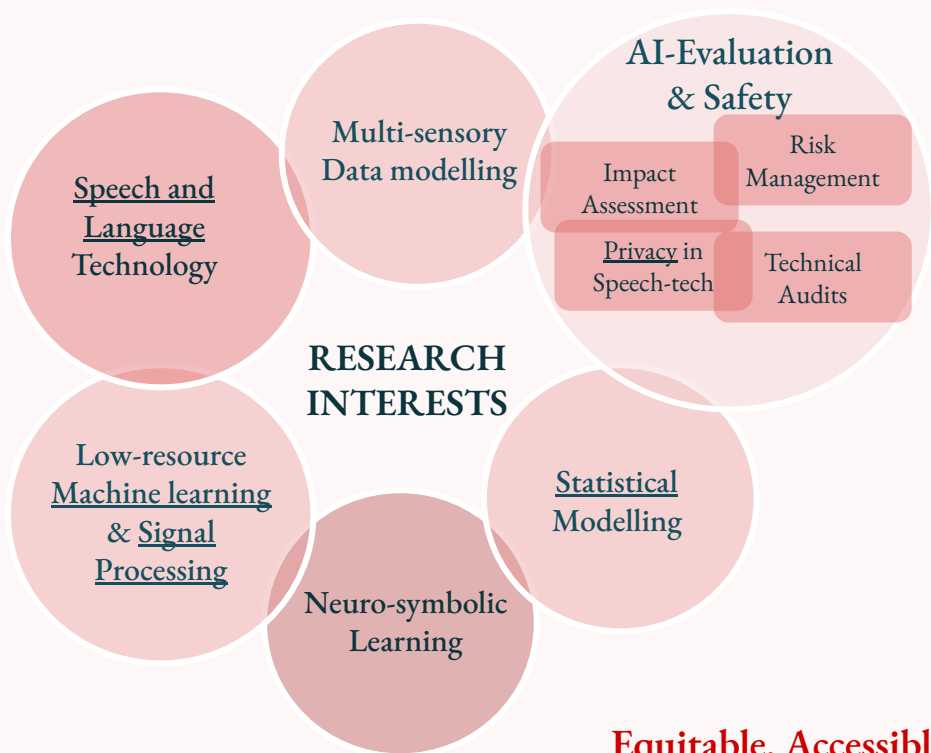 AI-Evaluation
& Safety
Risk
Management
Impact
Assessment
Privacy in
Speech-tech
Technical
Audits
Multi-sensory
Data modelling
Speech and
Language
Technology
RESEARCH
INTERESTS
Low-resource
Machine learning
& Signal
Processing
Statistical
Modelling
Neuro-symbolic
Learning
Equitable,